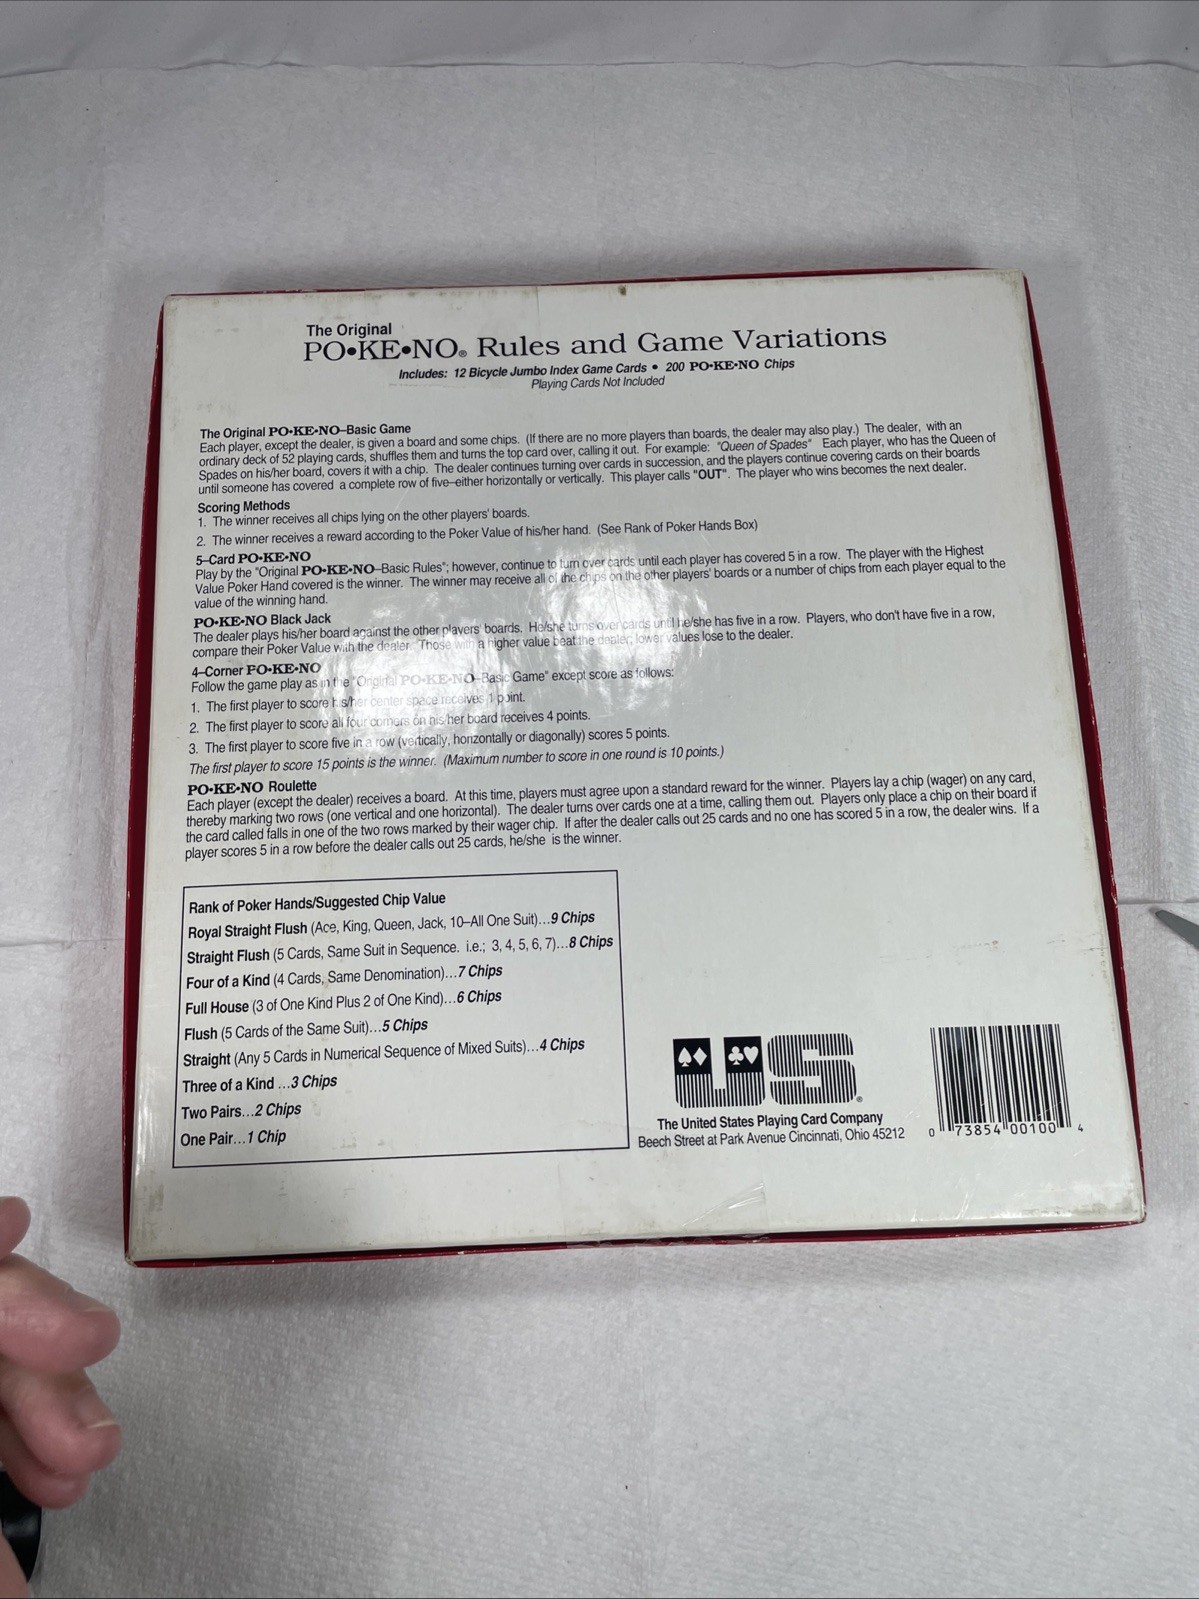 The Original
PO•KE•NO® Rules and Game Variations
Includes: 12 Bicycle Jumbo Index Game Cards • 200 PO•KE•NO Chips
Playing Cards Not Included
The Original PO•KE•NO–Basic Game
Each player, except the dealer, is given a board and some chips. (If there are no more players than boards, the dealer may also play.) The dealer, with an
ordinary deck of 52 playing cards, shuffles them and turns the top card over, calling it out. For example: "Queen of Spades" Each player, who has the Queen of
Spades on his/her board, covers it with a chip. The dealer continues turning over cards in succession, and the players continue covering cards on their boards
until someone has covered a complete row of five–either horizontally or vertically. This player calls "OUT". The player who wins becomes the next dealer.
Scoring Methods
1. The winner receives all chips lying on the other players' boards.
2. The winner receives a reward according to the Poker Value of his/her hand. (See Rank of Poker Hands Box)
5–Card PO•KE•NO
Play by the "Original PO•KE•NO–Basic Rules"; however, continue to turn over cards until each player has covered 5 in a row. The player with the Highest
Value Poker Hand covered is the winner. The winner may receive all of the chips on the other players' boards or a number of chips from each player equal to the
value of the winning hand.
PO•KE•NO Black Jack
The dealer plays his/her board against the other players' boards. He/she turns over cards until he/she has five in a row. Players, who don't have five in a row,
compare their Poker Value with the dealer. Those with a higher value beat the dealer; lower values lose to the dealer.
4–Corner PO•KE•NO
Follow the game play as in the "Original PO•KE•NO–Basic Game" except score as follows:
1. The first player to score his/her center space receives 1 point.
2. The first player to score all four corners on his/her board receives 4 points.
3. The first player to score five in a row (vertically, horizontally or diagonally) scores 5 points.
The first player to score 15 points is the winner. (Maximum number to score in one round is 10 points.)
PO•KE•NO Roulette
Each player (except the dealer) receives a board. At this time, players must agree upon a standard reward for the winner. Players lay a chip (wager) on any card,
thereby marking two rows (one vertical and one horizontal). The dealer turns over cards one at a time, calling them out. Players only place a chip on their board if
the card called falls in one of the two rows marked by their wager chip. If after the dealer calls out 25 cards and no one has scored 5 in a row, the dealer wins. If a
player scores 5 in a row before the dealer calls out 25 cards, he/she is the winner.
Rank of Poker Hands/Suggested Chip Value
Royal Straight Flush (Ace, King, Queen, Jack, 10–All One Suit)...9 Chips
Straight Flush (5 Cards, Same Suit in Sequence. i.e.; 3, 4, 5, 6, 7)...8 Chips
Four of a Kind (4 Cards, Same Denomination)...7 Chips
Full House (3 of One Kind Plus 2 of One Kind)...6 Chips
Flush (5 Cards of the Same Suit)...5 Chips
Straight (Any 5 Cards in Numerical Sequence of Mixed Suits)...4 Chips
Three of a Kind ...3 Chips
Two Pairs...2 Chips
One Pair...1 Chip
US®
The United States Playing Card Company
Beech Street at Park Avenue Cincinnati, Ohio 45212
0 73854 00100 4